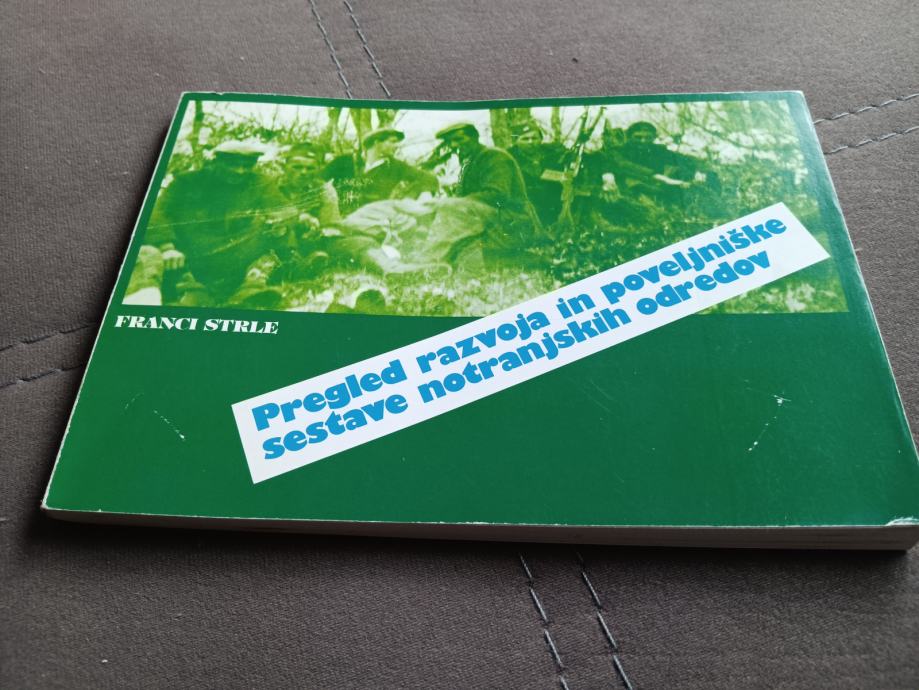 FRANCI STRLE
Pregled razvoja in poveljniške
sestave notranjskih odredov